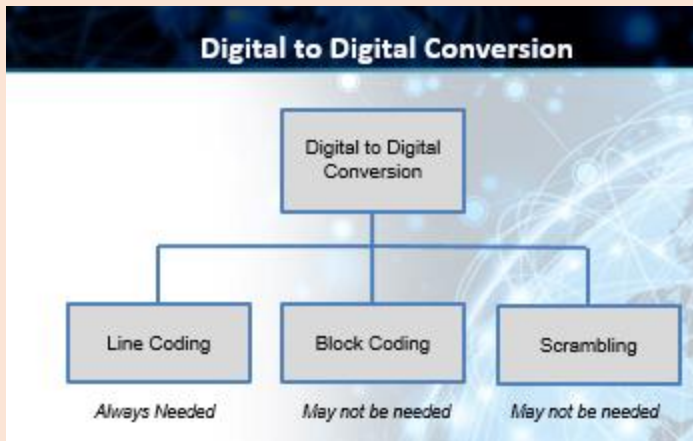 Digital to Digital Conversion
Digital to Digital
Conversion
Line Coding
Block Coding
Scrambling
Always Needed
May not be needed
May not be needed